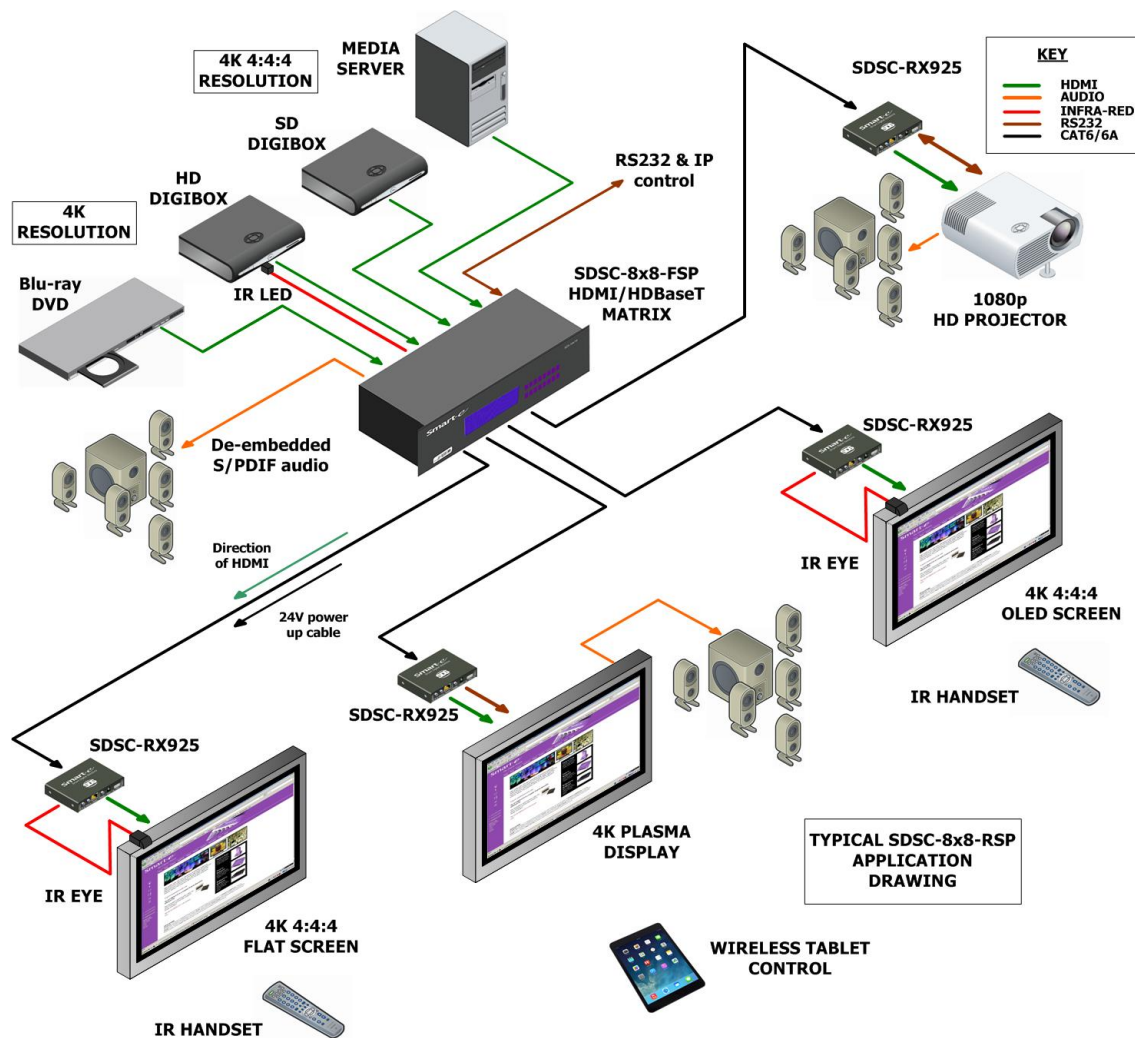 MEDIA
SERVER
4K 4:4:4
RESOLUTION
SDSC-RX925
KEY
HDMI
AUDIO
INFRA-RED
RS232
CAT6/6A
SD
DIGIBOX
RS232 & IP
control
HD
DIGIBOX
4K
RESOLUTION
Blu-ray
DVD
IR LED
SDSC-8x8-FSP
HDMI/HDBaseT
MATRIX
1080p
HD PROJECTOR
smart-e
De-embedded
S/PDIF audio
SDSC-RX925
IR EYE
4K 4:4:4
OLED SCREEN
IR HANDSET
Direction
of HDMI
24V power
up cable
SDSC-RX925
4K PLASMA
DISPLAY
SDSC-RX925
IR EYE
4K 4:4:4
FLAT SCREEN
IR HANDSET
TYPICAL SDSC-8x8-RSP
APPLICATION
DRAWING
WIRELESS TABLET
CONTROL